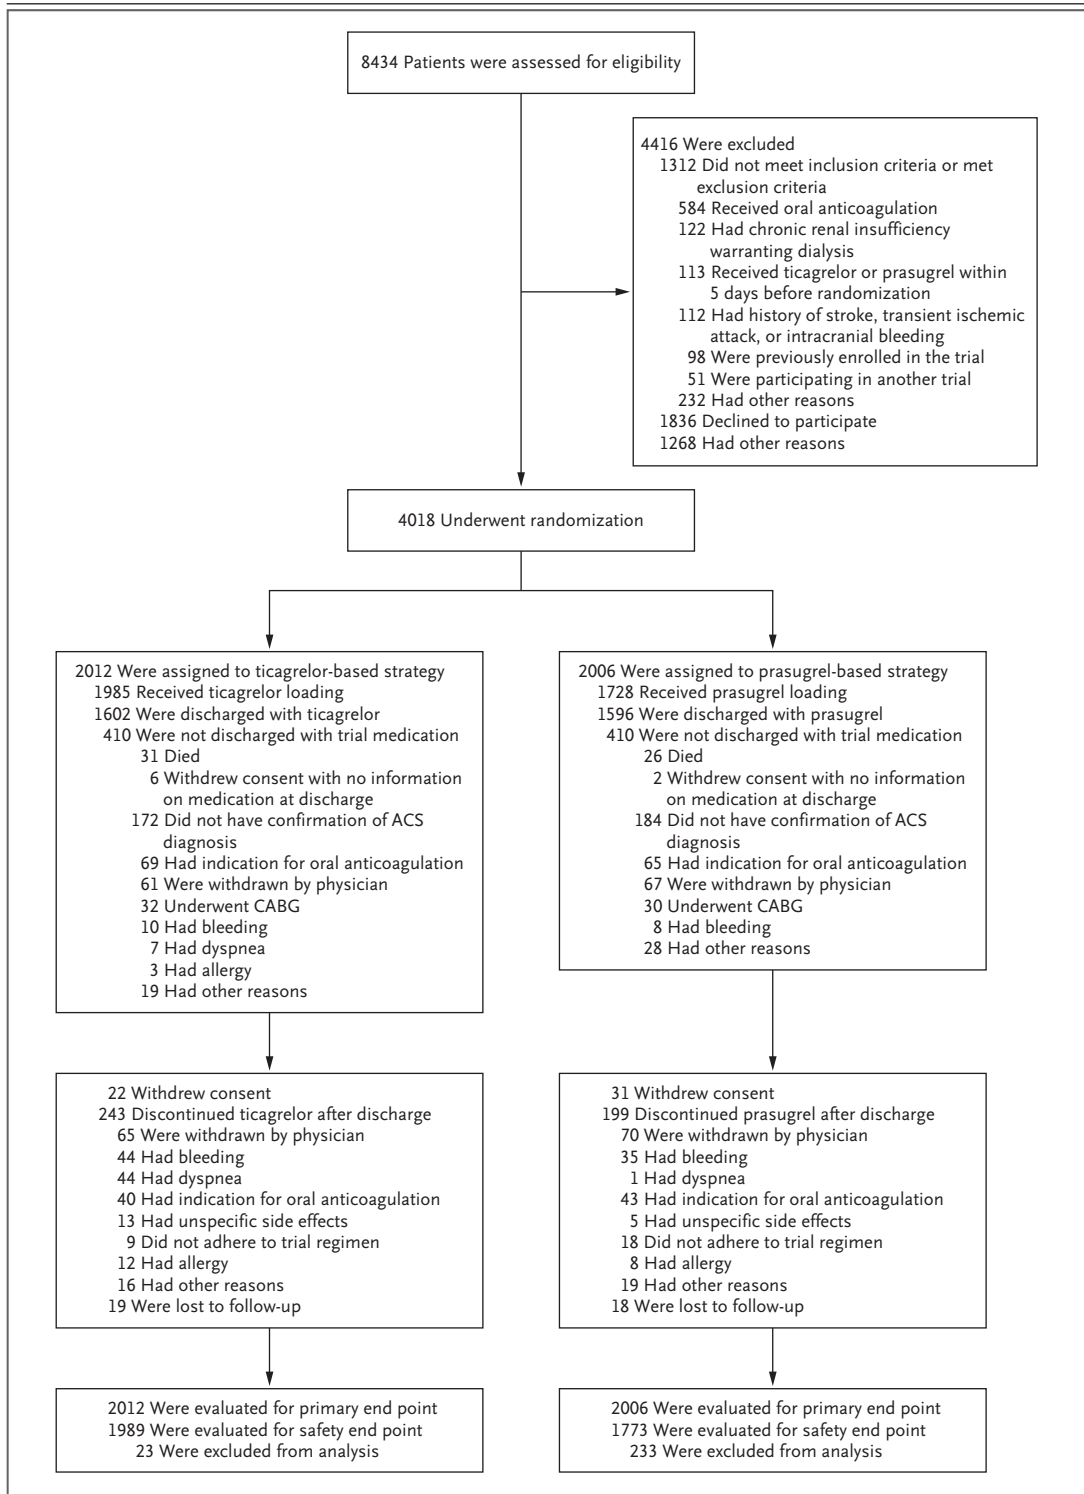 8434 Patients were assessed for eligibility
4416 Were excluded
1312 Did not meet inclusion criteria or met
exclusion criteria
584 Received oral anticoagulation
122 Had chronic renal insufficiency
warranting dialysis
113 Received ticagrelor or prasugrel within
5 days before randomization
112 Had history of stroke, transient ischemic
attack, or intracranial bleeding
98 Were previously enrolled in the trial
51 Were participating in another trial
232 Had other reasons
1836 Declined to participate
1268 Had other reasons
4018 Underwent randomization
2012 Were assigned to ticagrelor-based strategy
1985 Received ticagrelor loading
1602 Were discharged with ticagrelor
410 Were not discharged with trial medication
31 Died
6 Withdrew consent with no information
on medication at discharge
172 Did not have confirmation of ACS
diagnosis
69 Had indication for oral anticoagulation
61 Were withdrawn by physician
32 Underwent CABG
10 Had bleeding
7 Had dyspnea
3 Had allergy
19 Had other reasons
2006 Were assigned to prasugrel-based strategy
1728 Received prasugrel loading
1596 Were discharged with prasugrel
410 Were not discharged with trial medication
26 Died
2 Withdrew consent with no information
on medication at discharge
184 Did not have confirmation of ACS
diagnosis
65 Had indication for oral anticoagulation
67 Were withdrawn by physician
30 Underwent CABG
8 Had bleeding
28 Had other reasons
22 Withdrew consent
243 Discontinued ticagrelor after discharge
65 Were withdrawn by physician
44 Had bleeding
44 Had dyspnea
40 Had indication for oral anticoagulation
13 Had unspecific side effects
9 Did not adhere to trial regimen
12 Had allergy
16 Had other reasons
19 Were lost to follow-up
31 Withdrew consent
199 Discontinued prasugrel after discharge
70 Were withdrawn by physician
35 Had bleeding
1 Had dyspnea
43 Had indication for oral anticoagulation
5 Had unspecific side effects
18 Did not adhere to trial regimen
8 Had allergy
19 Had other reasons
18 Were lost to follow-up
2012 Were evaluated for primary end point
1989 Were evaluated for safety end point
23 Were excluded from analysis
2006 Were evaluated for primary end point
1773 Were evaluated for safety end point
233 Were excluded from analysis